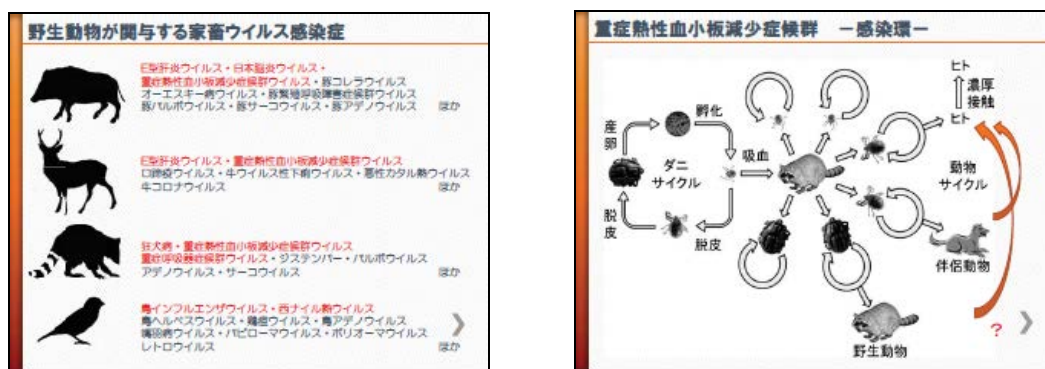 野生動物が関与する家畜ウイルス感染症
E型肝炎ウイルス・日本脳炎ウイルス・
重症熱性血小板減少症候群ウイルス・豚コレラウイルス
オーエスキー病ウイルス・豚繁殖呼吸障害症候群ウイルス
豚パルボウイルス・豚サーコウイルス・豚アデノウイルス ほか
E型肝炎ウイルス・重症熱性血小板減少症候群ウイルス
口蹄疫ウイルス・牛ウイルス性下痢ウイルス・悪性カタル熱ウイルス
牛コロナウイルス ほか
狂犬病・重症熱性血小板減少症候群ウイルス
重症呼吸器症候群ウイルス・ジステンパー・パルボウイルス
アデノウイルス・サーコウイルス ほか
鳥インフルエンザウイルス・西ナイル熱ウイルス
鳥ヘルペスウイルス・鶏痘ウイルス・鳥アデノウイルス
嘴羽病ウイルス・パピローマウイルス・ポリオーマウイルス
レトロウイルス ほか
重症熱性血小板減少症候群 －感染環－
ヒト
濃厚
接触
ヒト
孵化
産卵
ダニ
サイクル
吸血
動物
サイクル
脱皮
脱皮
伴侶動物
野生動物
?